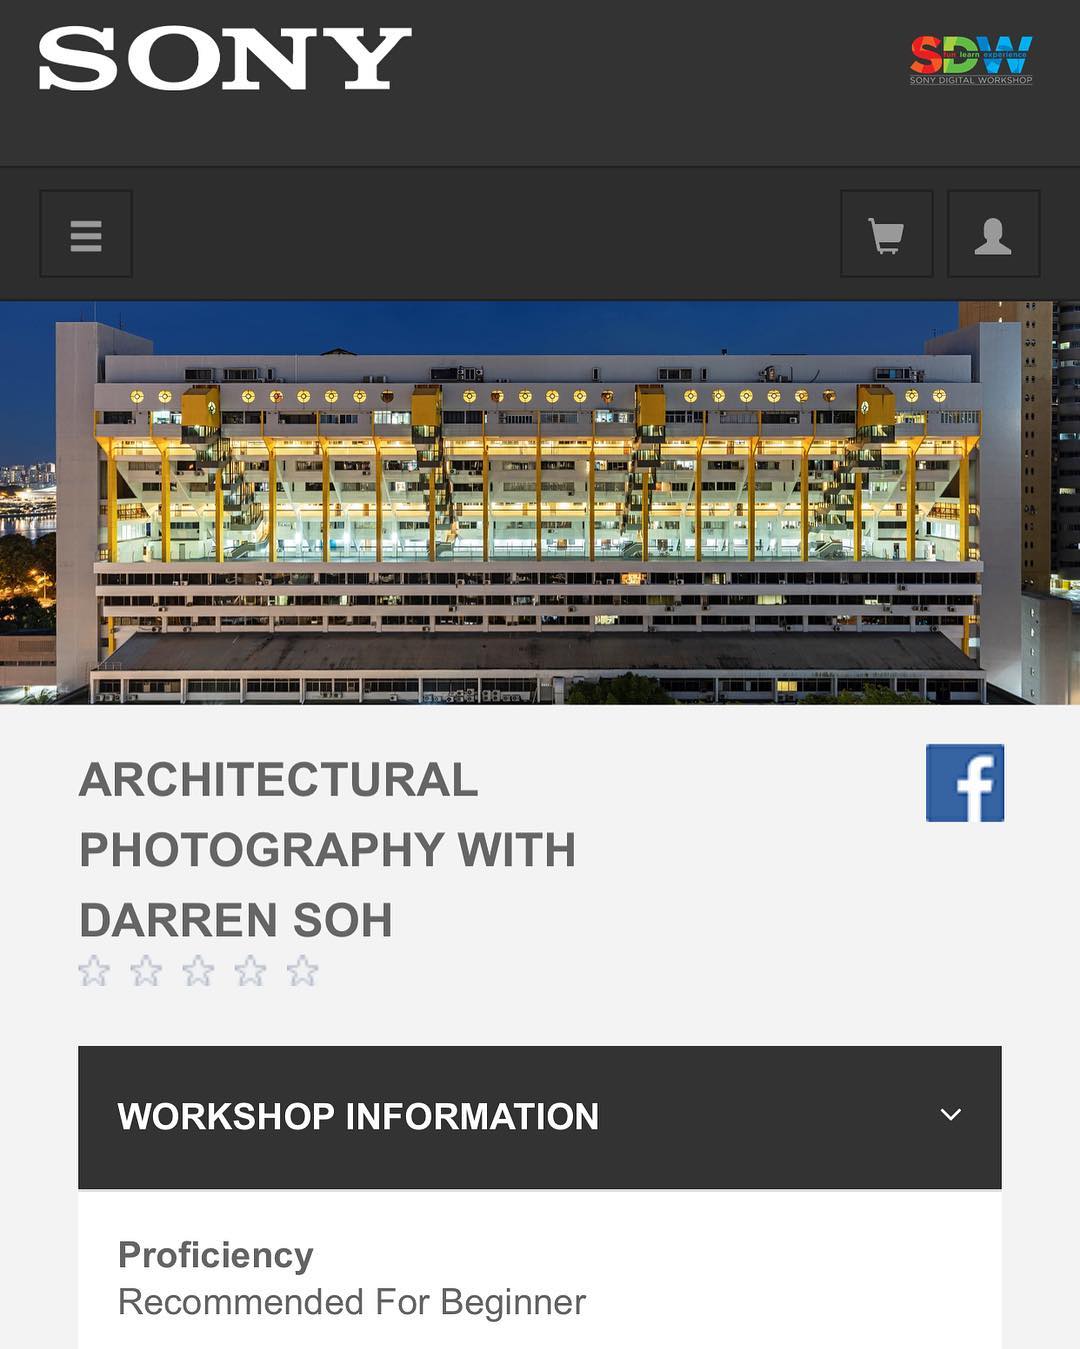 SONY
SDW
fun learn experience
SONY DIGITAL WORKSHOP
ARCHITECTURAL
PHOTOGRAPHY WITH
DARREN SOH
WORKSHOP INFORMATION
Proficiency
Recommended For Beginner